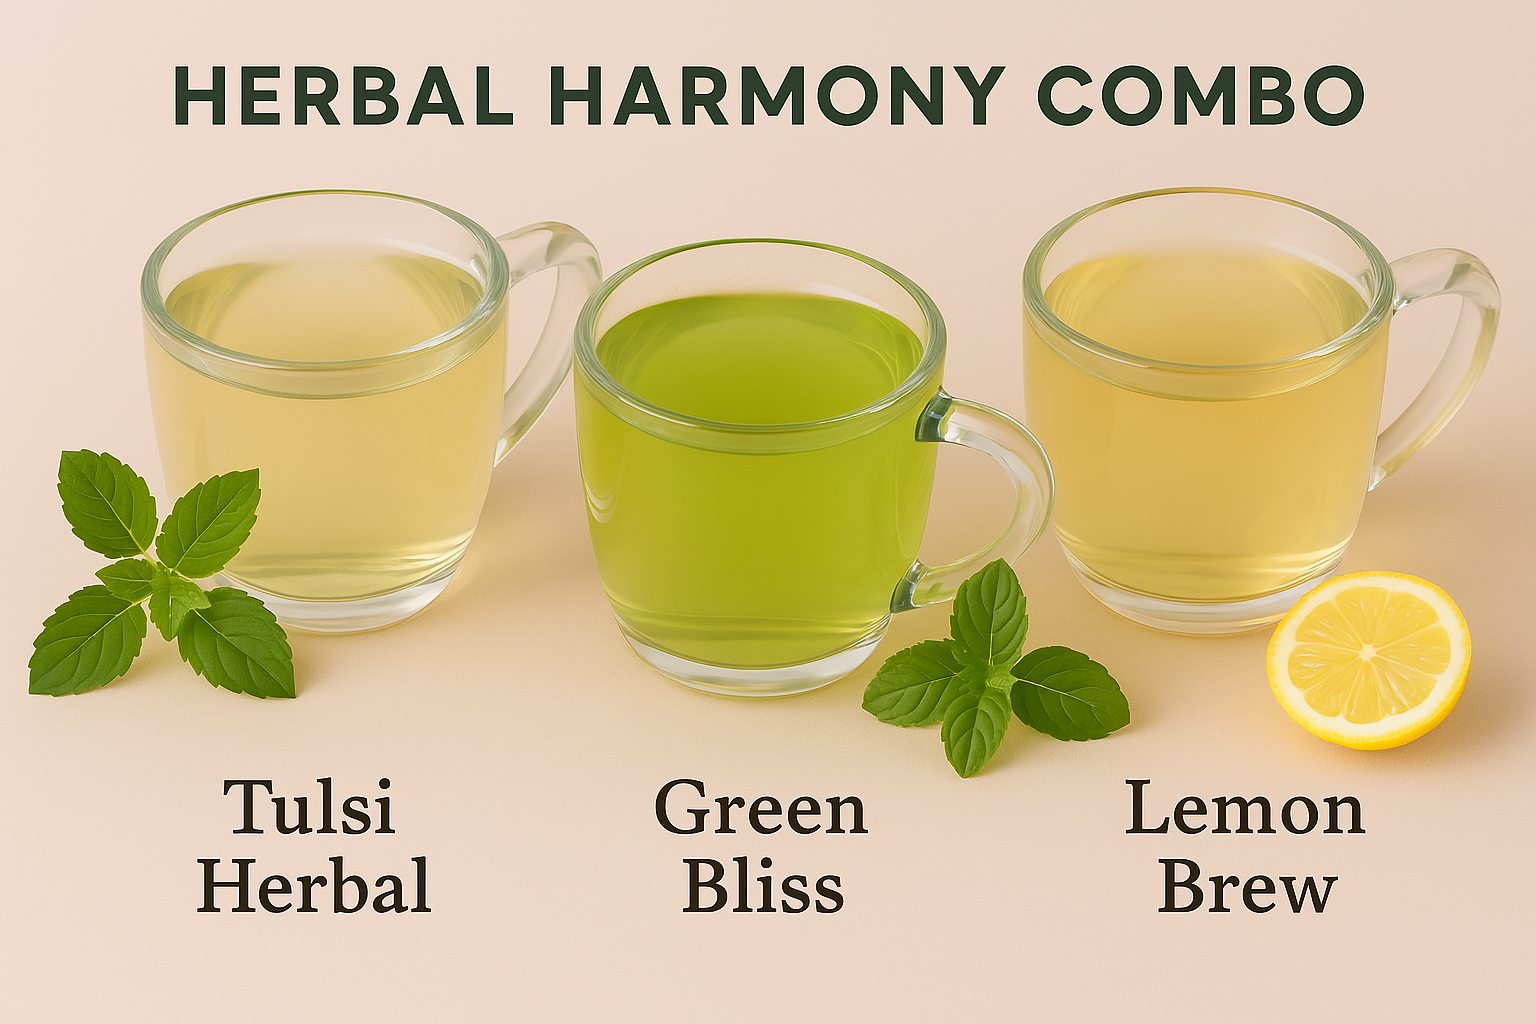 HERBAL HARMONY COMBO
Tulsi
Herbal
Green
Bliss
Lemon
Brew